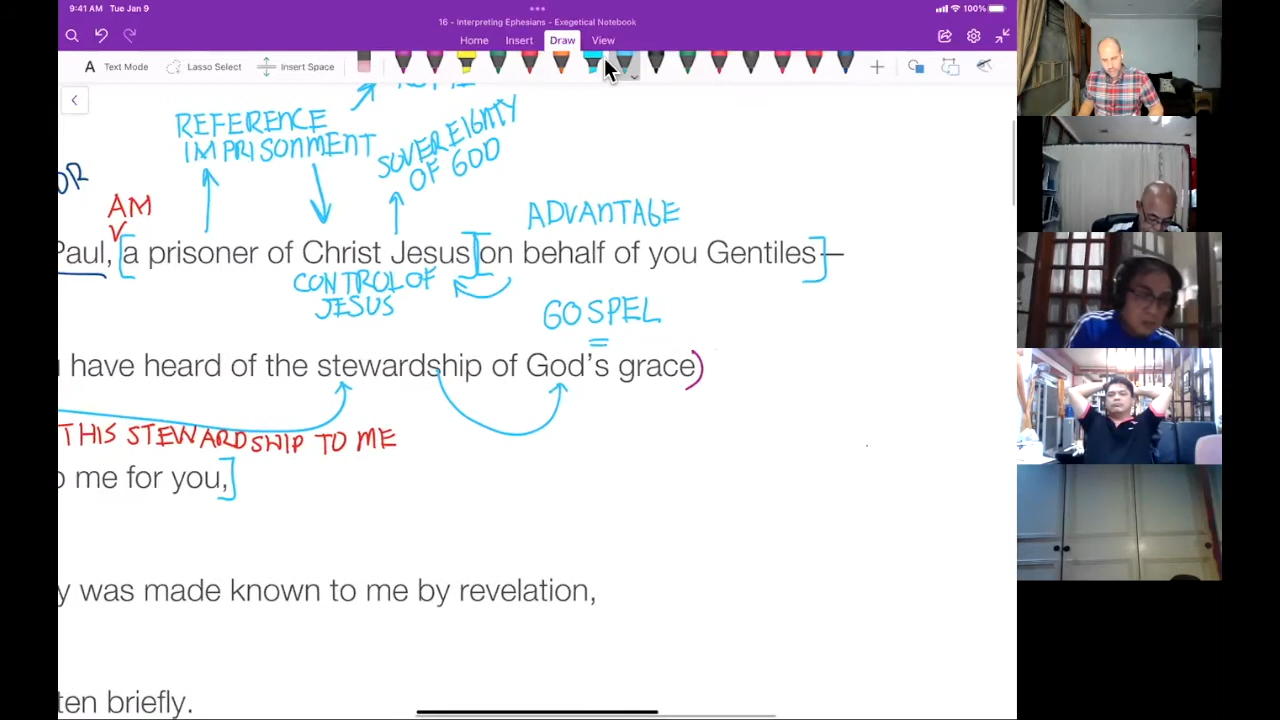 9:41 AM Tue Jan 9
100%
16 - Interpreting Ephesians - Exegetical Notebook
Home Insert Draw View
Text Mode Lasso Select Insert Space
REFERENCE
IMPRISONMENT
SOVEREIGNTY
OF GOD
OR
AM
ADVANTAGE
Paul, [a prisoner of Christ Jesus] [on behalf of you Gentiles]—
CONTROL OF
JESUS
GOSPEL
=
have heard of the stewardship of God's grace)
THIS STEWARDSHIP TO ME
me for you,]
y was made known to me by revelation,
ten briefly.